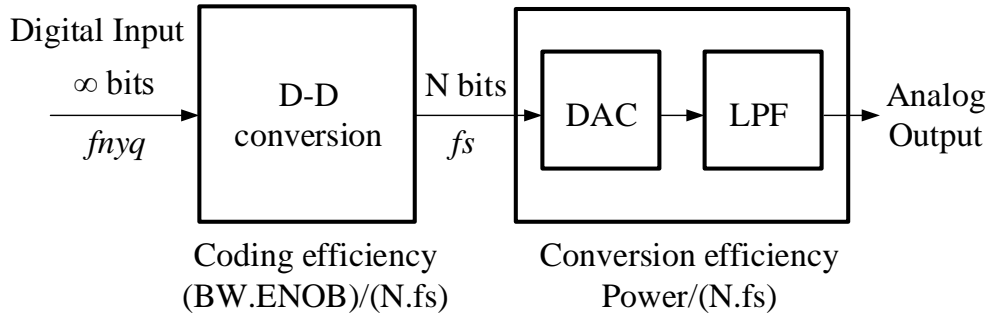 Digital Input
∞ bits
fnyq
D-D
conversion
N bits
fs
DAC
LPF
Analog
Output
Coding efficiency
(BW.ENOB)/(N.fs)
Conversion efficiency
Power/(N.fs)